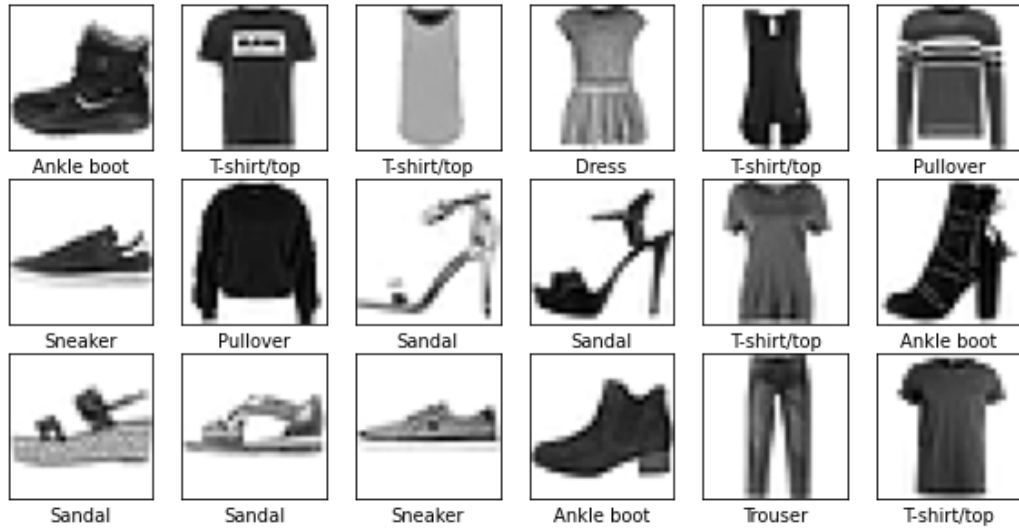 Ankle boot T-shirt/top T-shirt/top Dress T-shirt/top Pullover
Sneaker Pullover Sandal Sandal T-shirt/top Ankle boot
Sandal Sandal Sneaker Ankle boot Trouser T-shirt/top